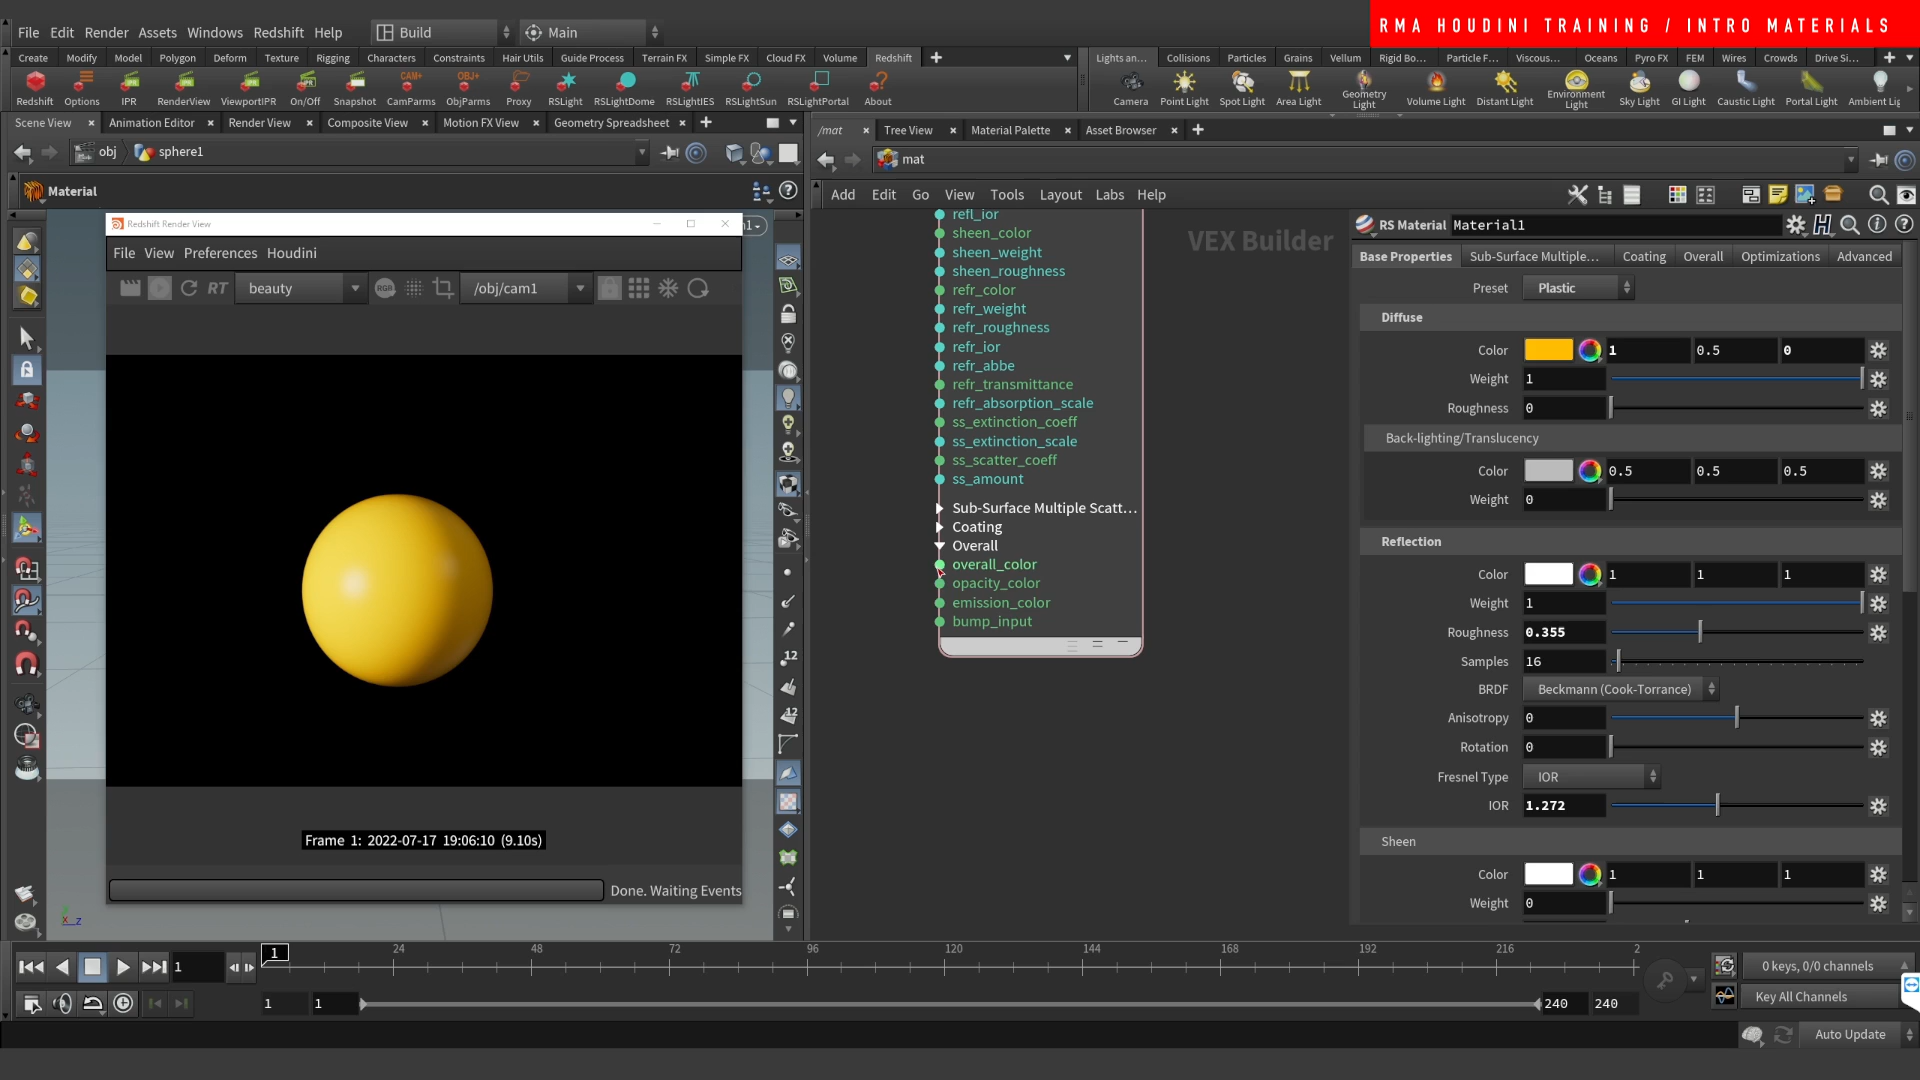 RMA HOUDINI TRAINING / INTRO MATERIALS
File Edit Render Assets Windows Redshift Help Build Main
Create Modify Model Polygon Deform Texture Rigging Characters Constraints Hair Utils Guide Process Terrain FX Simple FX Cloud FX Volume Redshift
Lights an... Collisions Particles Grains Vellum Rigid Bo... Particle F... Viscous... Oceans Pyro FX FEM Wires Crowds Drive Si...
Redshift Options IPR RenderView ViewportIPR On/Off Snapshot CamParms ObjParms Proxy RSLight RSLightDome RSLightIES RSLightSun RSLightPortal About
Camera Point Light Spot Light Area Light Geometry Light Volume Light Distant Light Environment Light Sky Light GI Light Caustic Light Portal Light Ambient Lig
Scene View Animation Editor Render View Composite View Motion FX View Geometry Spreadsheet
/mat Tree View Material Palette Asset Browser
obj sphere1
mat
Material
Add Edit Go View Tools Layout Labs Help
Redshift Render View
File View Preferences Houdini
RT beauty RGB /obj/cam1
Frame 1: 2022-07-17 19:06:10 (9.10s)
Done. Waiting Events
12
12
VEX Builder
refl_ior
sheen_color
sheen_weight
sheen_roughness
refr_color
refr_weight
refr_roughness
refr_ior
refr_abbe
refr_transmittance
refr_absorption_scale
ss_extinction_coeff
ss_extinction_scale
ss_scatter_coeff
ss_amount
Sub-Surface Multiple Scatt...
Coating
Overall
overall_color
opacity_color
emission_color
bump_input
RS Material Material1
Base Properties Sub-Surface Multiple... Coating Overall Optimizations Advanced
Preset Plastic
Diffuse
Color 1 0.5 0
Weight 1
Roughness 0
Back-lighting/Translucency
Color 0.5 0.5 0.5
Weight 0
Reflection
Color 1 1 1
Weight 1
Roughness 0.355
Samples 16
BRDF Beckmann (Cook-Torrance)
Anisotropy 0
Rotation 0
Fresnel Type IOR
IOR 1.272
Sheen
Color 1 1 1
Weight 0
1 1 24 48 72 96 120 144 168 192 216 2
0 keys, 0/0 channels
1 1 240 240
Key All Channels
Auto Update